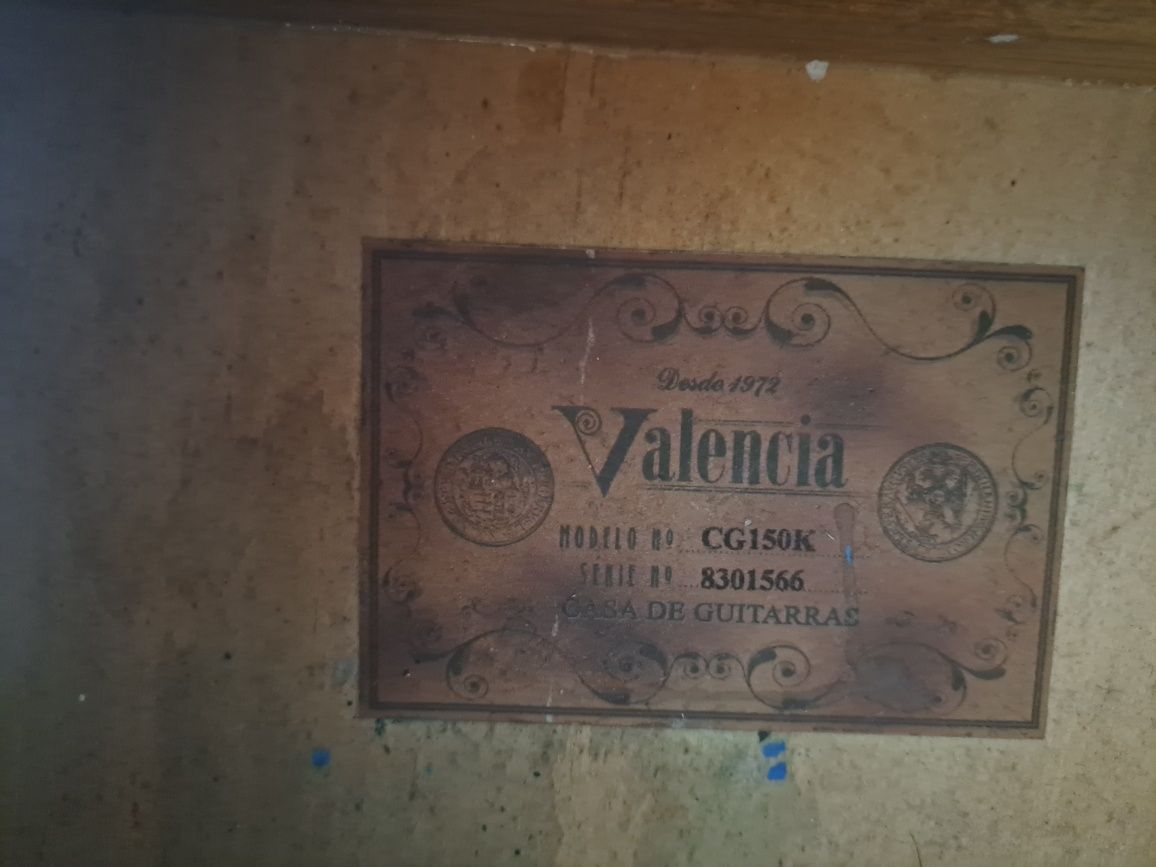 Desde 1972
Valencia
MODELO Nº CG150K
SERIE Nº 8301566
CASA DE GUITARRAS